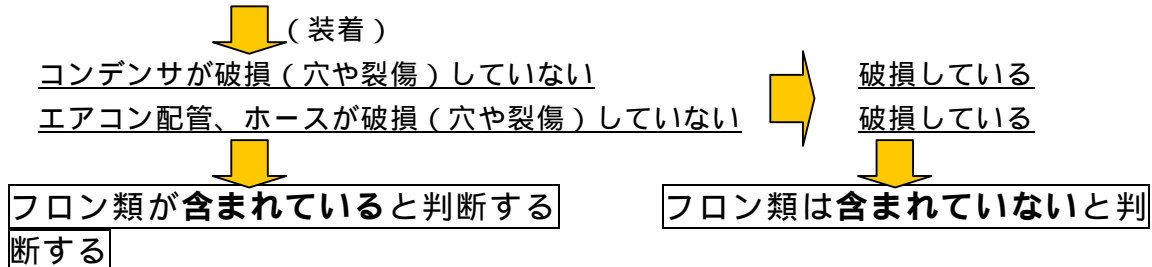 (装着)
コンデンサが破損(穴や裂傷)していない 破損している
エアコン配管、ホースが破損(穴や裂傷)していない 破損している
フロン類が含まれていると判断する フロン類は含まれていないと判
断する